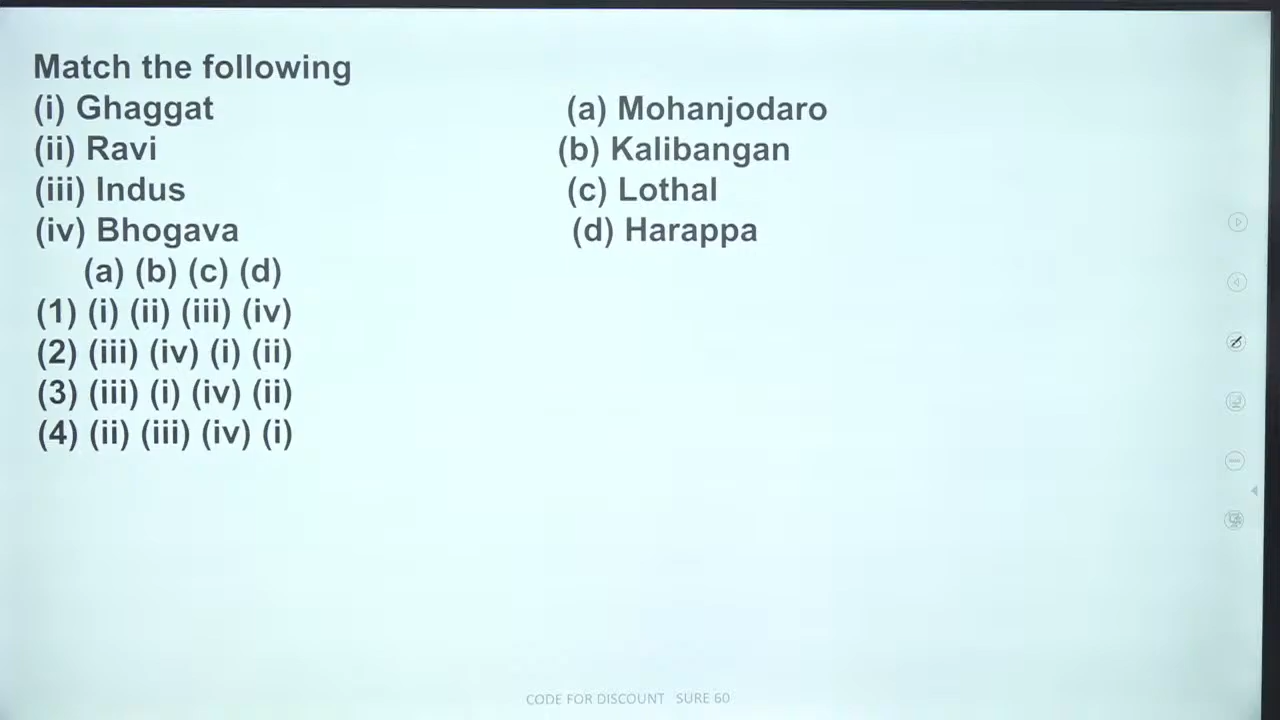 Match the following
(i) Ghaggat (a) Mohanjodaro
(ii) Ravi (b) Kalibangan
(iii) Indus (c) Lothal
(iv) Bhogava (d) Harappa
(a) (b) (c) (d)
(1) (i) (ii) (iii) (iv)
(2) (iii) (iv) (i) (ii)
(3) (iii) (i) (iv) (ii)
(4) (ii) (iii) (iv) (i)
CODE FOR DISCOUNT SURE 60